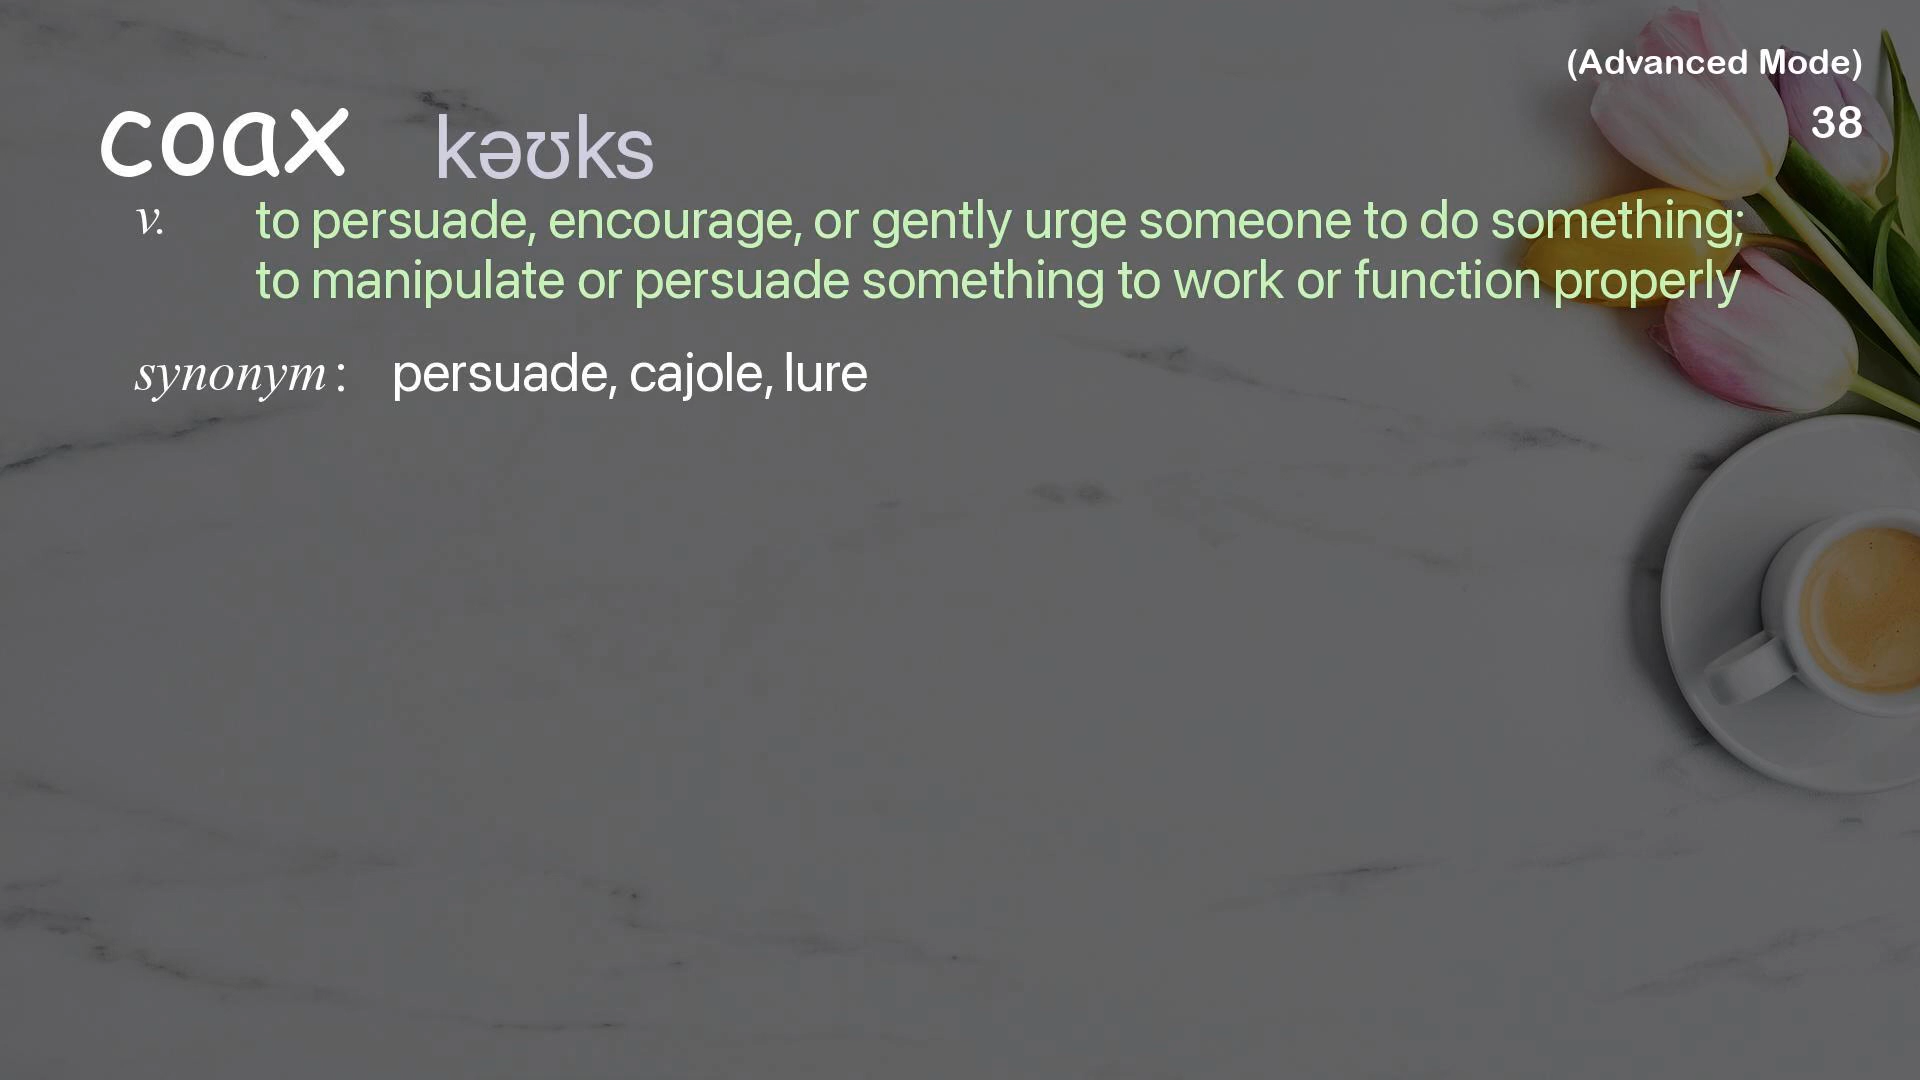 (Advanced Mode)
38
coax kəʊks
v. to persuade, encourage, or gently urge someone to do something;
to manipulate or persuade something to work or function properly
synonym : persuade, cajole, lure